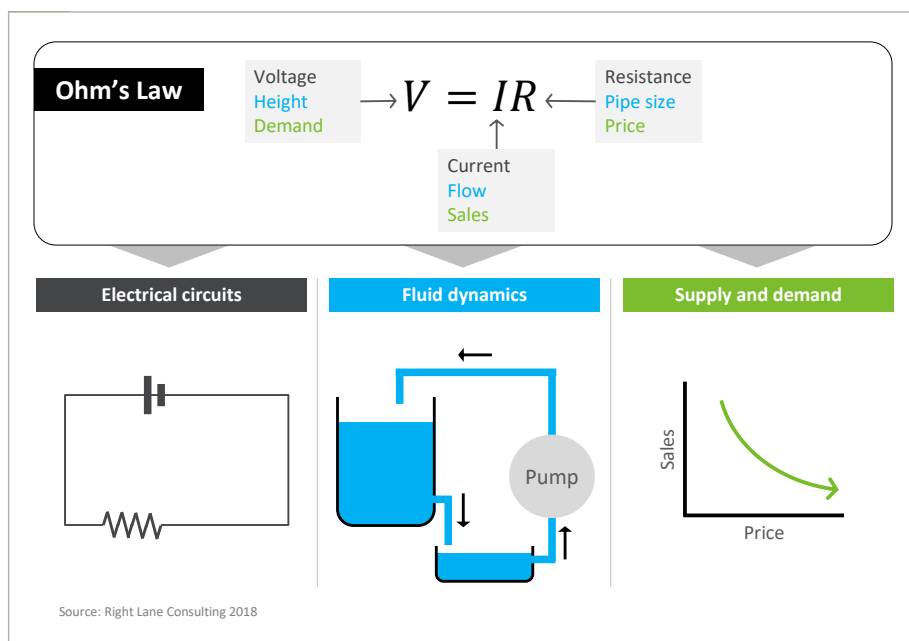 Ohm's Law
Voltage
Height
Demand
V = IR
Resistance
Pipe size
Price
Current
Flow
Sales
Electrical circuits
Fluid dynamics
Supply and demand
Pump
Sales
Price
Source: Right Lane Consulting 2018